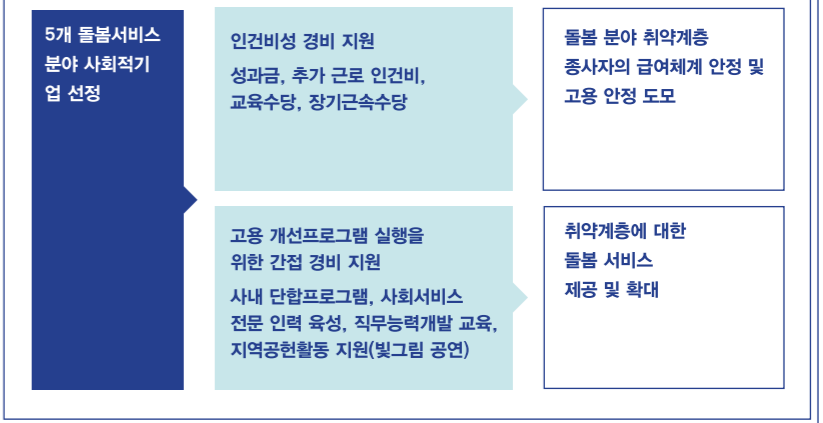 5개 돌봄서비스
분야 사회적기
업 선정
인건비성 경비 지원
성과금, 추가 근로 인건비,
교육수당, 장기근속수당
돌봄 분야 취약계층
종사자의 급여체계 안정 및
고용 안정 도모
고용 개선프로그램 실행을
위한 간접 경비 지원
사내 단합프로그램, 사회서비스
전문 인력 육성, 직무능력개발 교육,
지역공헌활동 지원(빛그림 공연)
취약계층에 대한
돌봄 서비스
제공 및 확대